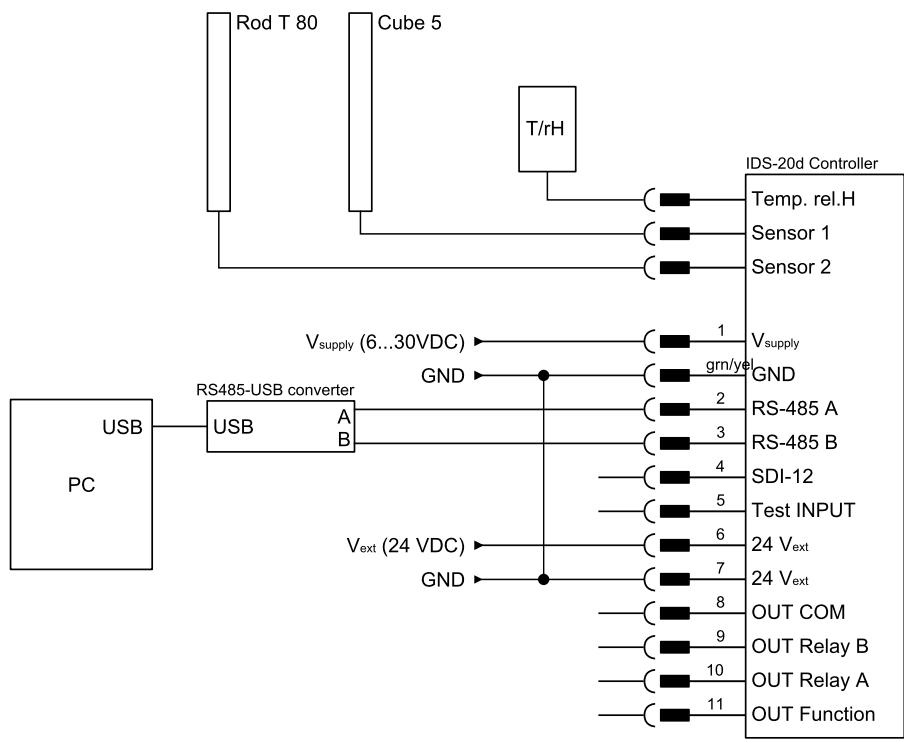 Rod T 80
Cube 5
T/rH
IDS-20d Controller
Temp. rel.H
Sensor 1
Sensor 2
Vsupply (6...30VDC)
1
Vsupply
GND
grn/yel
GND
RS485-USB converter
USB
A
B
USB
PC
2
RS-485 A
3
RS-485 B
4
SDI-12
5
Test INPUT
Vext (24 VDC)
6
24 Vext
GND
7
24 Vext
8
OUT COM
9
OUT Relay B
10
OUT Relay A
11
OUT Function